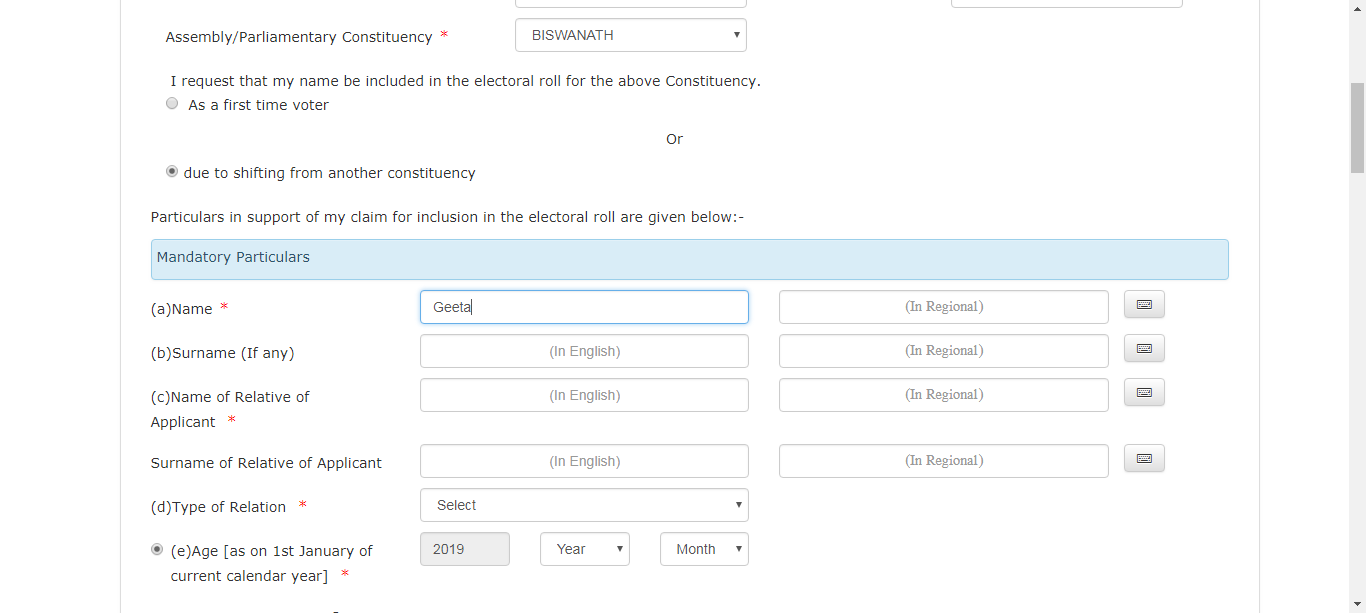 Assembly/Parliamentary Constituency * BISWANATH
I request that my name be included in the electoral roll for the above Constituency.
As a first time voter
Or
due to shifting from another constituency
Particulars in support of my claim for inclusion in the electoral roll are given below:-
Mandatory Particulars
(a)Name * Geeta (In Regional)
(b)Surname (If any) (In English) (In Regional)
(c)Name of Relative of (In English) (In Regional)
Applicant *
Surname of Relative of Applicant (In English) (In Regional)
(d)Type of Relation * Select
(e)Age [as on 1st January of 2019 Year Month
current calendar year] *